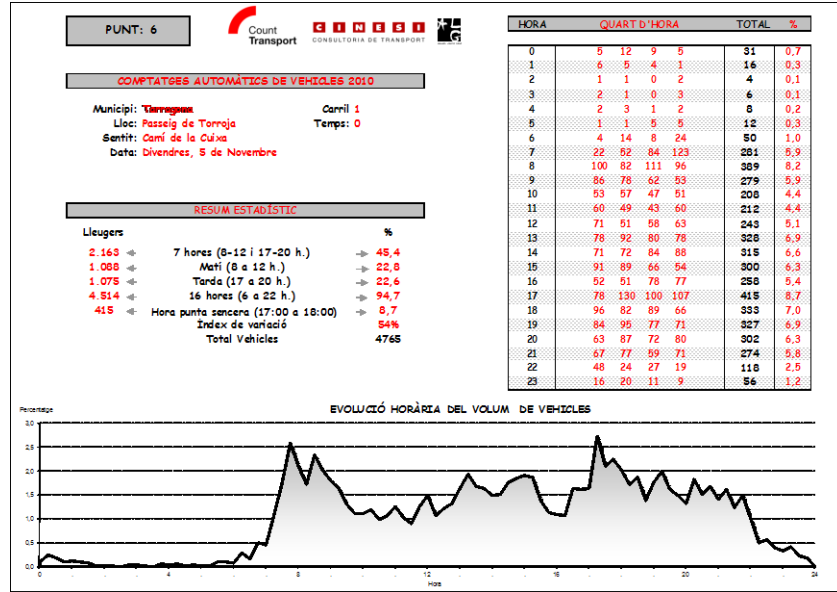 PUNT: 6
Count
Transport
CINESI
CONSULTORIA DE TRANSPORT
COMPTATGES AUTOMÀTICS DE VEHICLES 2010
Municipi: Tarragona Carril 1
Lloc: Passeig de Torroja Temps: 0
Sentit: Camí de la Cuixa
Data: Divendres, 5 de Novembre
RESUM ESTADÍSTIC
Lleugers %
2.163 7 hores (8-12 i 17-20 h.) 45,4
1.088 Matí (8 a 12 h.) 22,8
1.075 Tarda (17 a 20 h.) 22,6
4.514 16 hores (6 a 22 h.) 94,7
415 Hora punta sencera (17:00 a 18:00) 8,7
Índex de variació 54%
Total Vehicles 4765
HORA QUART D'HORA TOTAL %
0 5 12 9 5 31 0,7
1 6 5 4 1 16 0,3
2 1 1 0 2 4 0,1
3 2 1 0 3 6 0,1
4 2 3 1 2 8 0,2
5 1 1 5 5 12 0,3
6 4 14 8 24 50 1,0
7 22 52 84 123 281 5,9
8 100 82 111 96 389 8,2
9 86 78 62 53 279 5,9
10 53 57 47 51 208 4,4
11 60 49 43 60 212 4,4
12 71 51 58 63 243 5,1
13 78 92 80 78 328 6,9
14 71 72 84 88 315 6,6
15 91 89 66 54 300 6,3
16 52 51 78 77 258 5,4
17 78 130 100 107 415 8,7
18 96 82 89 66 333 7,0
19 84 95 77 71 327 6,9
20 63 87 72 80 302 6,3
21 67 77 59 71 274 5,8
22 48 24 27 19 118 2,5
23 16 20 11 9 56 1,2
EVOLUCIÓ HORÀRIA DEL VOLUM DE VEHICLES
Percentatge
3,0
2,5
2,0
1,5
1,0
0,5
0,0
0 4 8 12 16 20 24
Hora